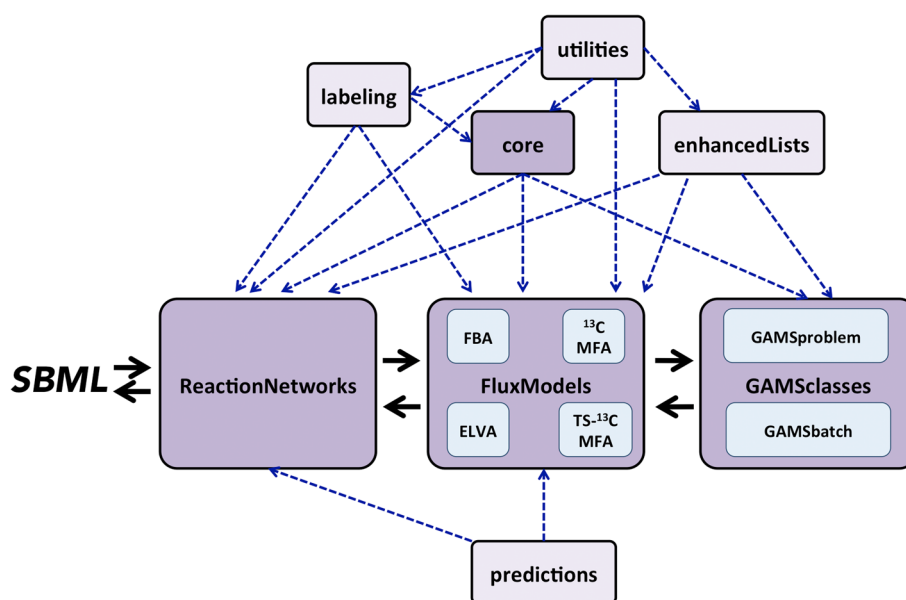 utilities
labeling
core
enhancedLists
SBML
ReactionNetworks
FBA
¹³C
MFA
FluxModels
ELVA
TS-¹³C
MFA
GAMSproblem
GAMSclasses
GAMSbatch
predictions